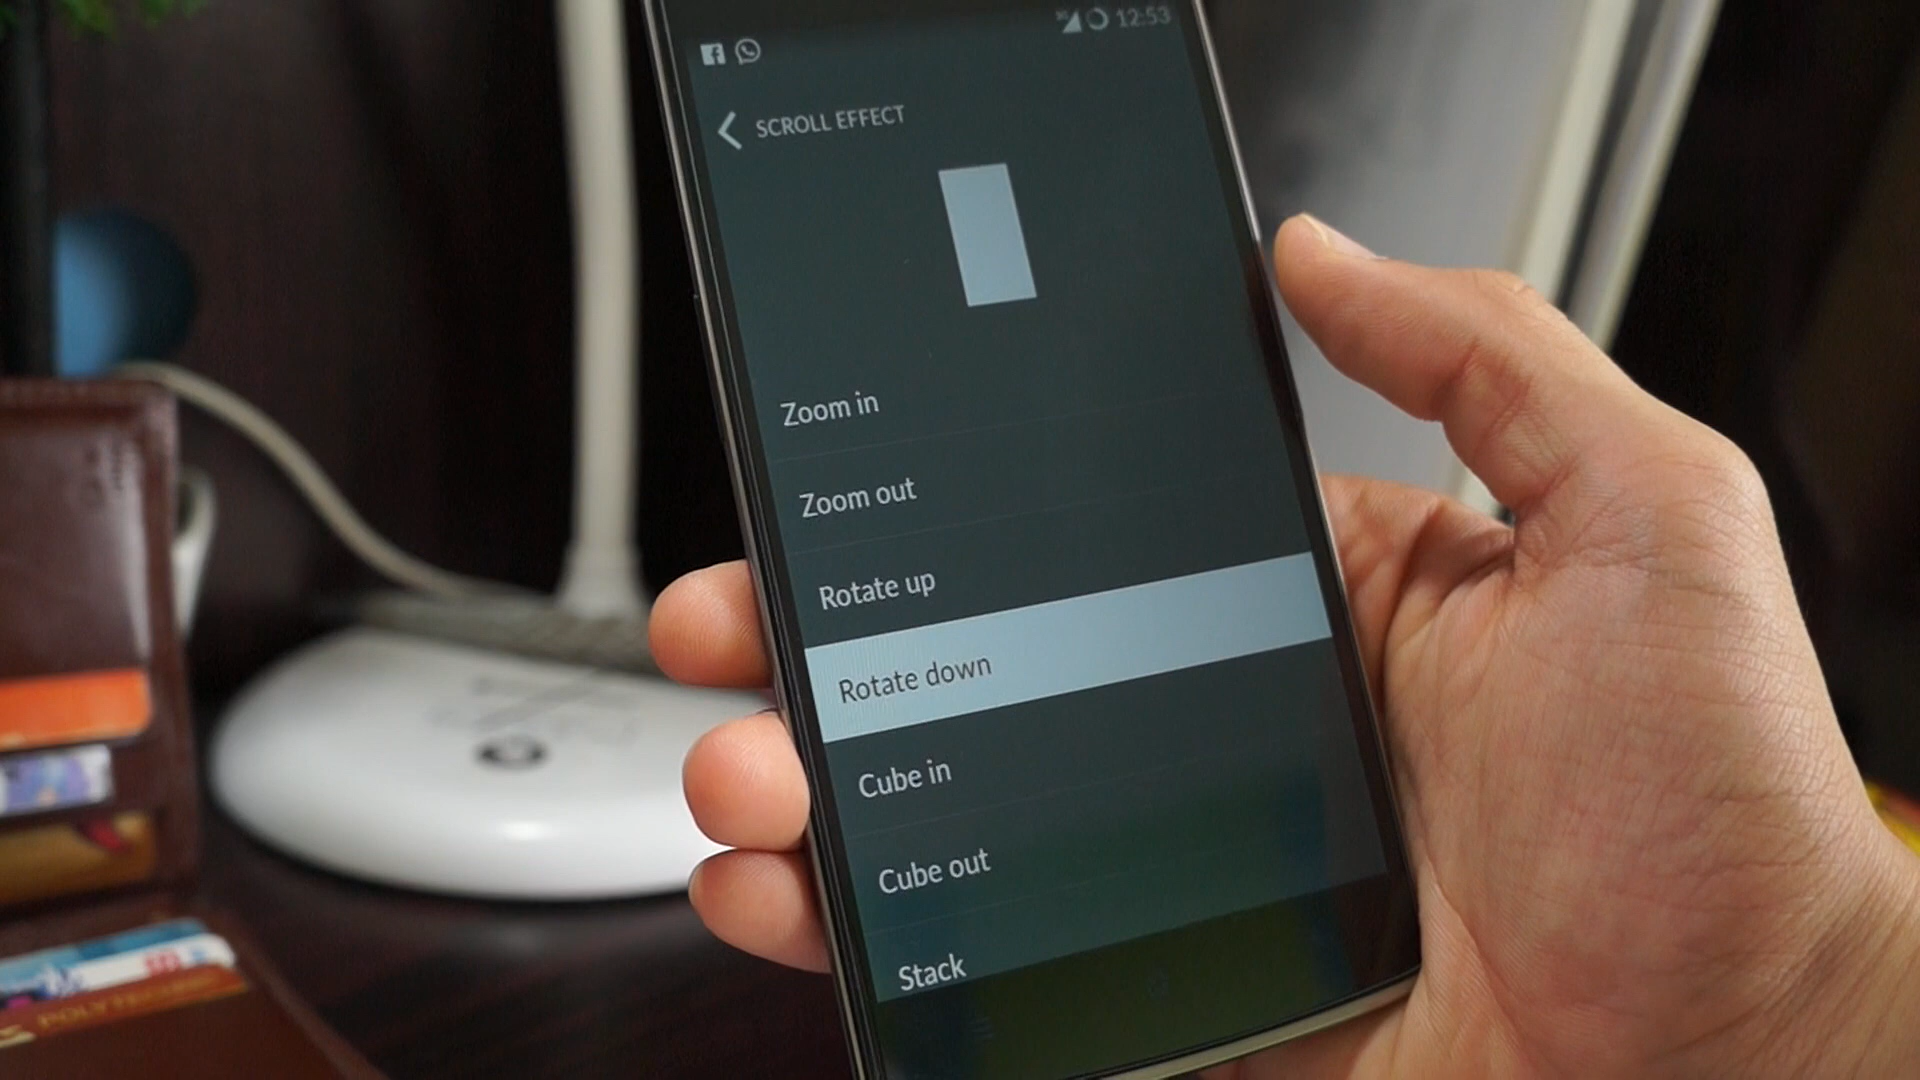 12:53
SCROLL EFFECT
Zoom in
Zoom out
Rotate up
Rotate down
Cube in
Cube out
Stack